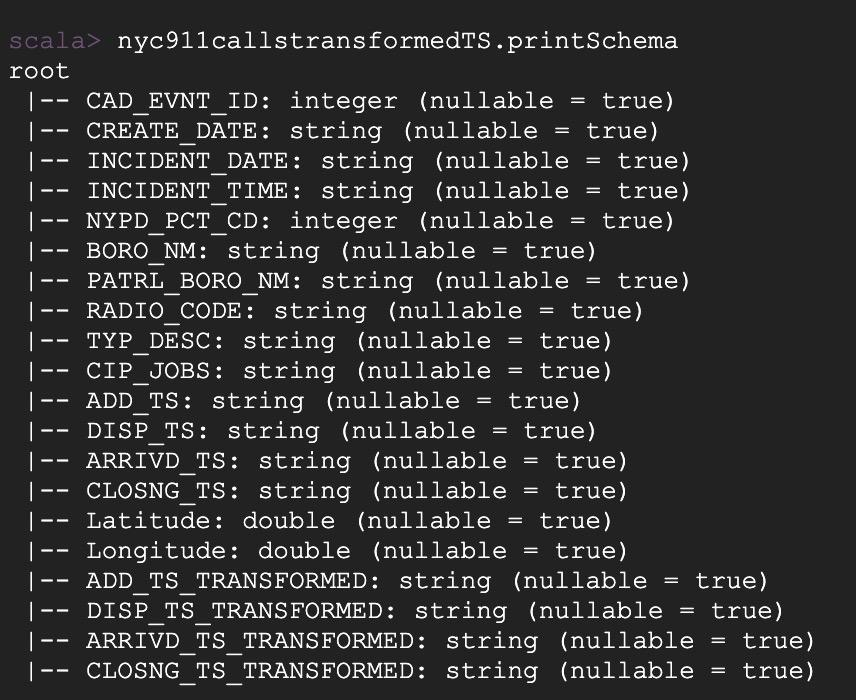 scala> nyc911callstransformedTS.printSchema
root
 |-- CAD_EVNT_ID: integer (nullable = true)
 |-- CREATE_DATE: string (nullable = true)
 |-- INCIDENT_DATE: string (nullable = true)
 |-- INCIDENT_TIME: string (nullable = true)
 |-- NYPD_PCT_CD: integer (nullable = true)
 |-- BORO_NM: string (nullable = true)
 |-- PATRL_BORO_NM: string (nullable = true)
 |-- RADIO_CODE: string (nullable = true)
 |-- TYP_DESC: string (nullable = true)
 |-- CIP_JOBS: string (nullable = true)
 |-- ADD_TS: string (nullable = true)
 |-- DISP_TS: string (nullable = true)
 |-- ARRIVD_TS: string (nullable = true)
 |-- CLOSNG_TS: string (nullable = true)
 |-- Latitude: double (nullable = true)
 |-- Longitude: double (nullable = true)
 |-- ADD_TS_TRANSFORMED: string (nullable = true)
 |-- DISP_TS_TRANSFORMED: string (nullable = true)
 |-- ARRIVD_TS_TRANSFORMED: string (nullable = true)
 |-- CLOSNG_TS_TRANSFORMED: string (nullable = true)